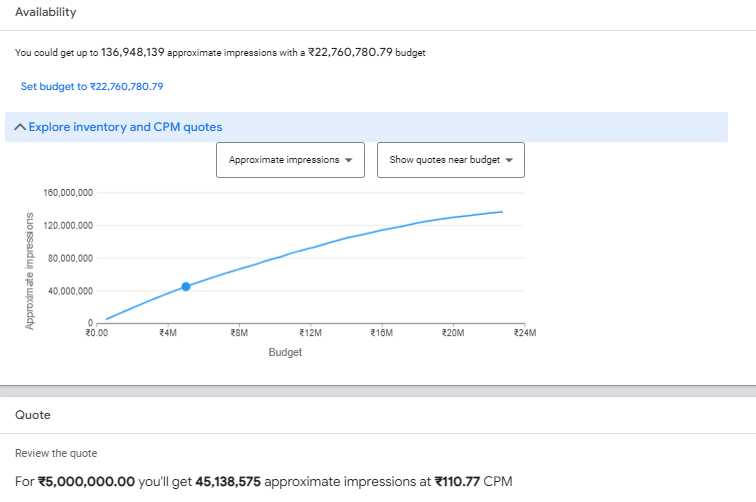 Availability
You could get up to 136,948,139 approximate impressions with a ₹22,760,780.79 budget
Set budget to ₹22,760,780.79
Explore inventory and CPM quotes
Approximate impressions
Show quotes near budget
160,000,000
120,000,000
80,000,000
40,000,000
0
Approximate impressions
₹0.00 ₹4M ₹8M ₹12M ₹16M ₹20M ₹24M
Budget
Quote
Review the quote
For ₹5,000,000.00 you'll get 45,138,575 approximate impressions at ₹110.77 CPM